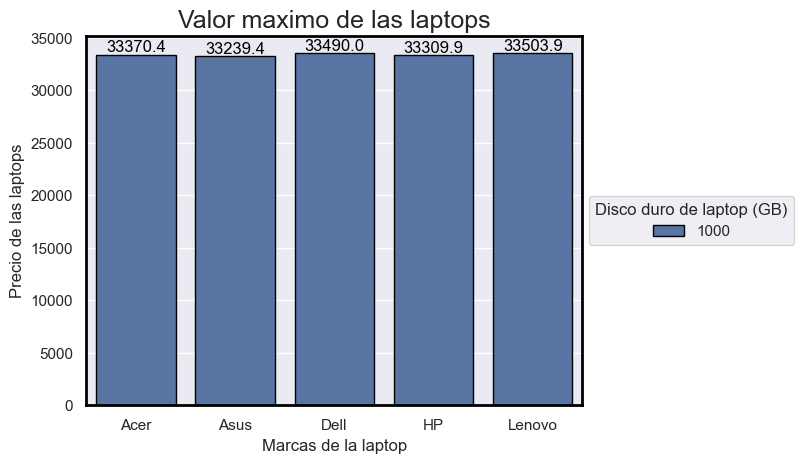 Valor maximo de las laptops
33370.4
33239.4
33490.0
33309.9
33503.9
35000
30000
25000
20000
15000
10000
5000
0
Precio de las laptops
Acer
Asus
Dell
HP
Lenovo
Marcas de la laptop
Disco duro de laptop (GB)
1000